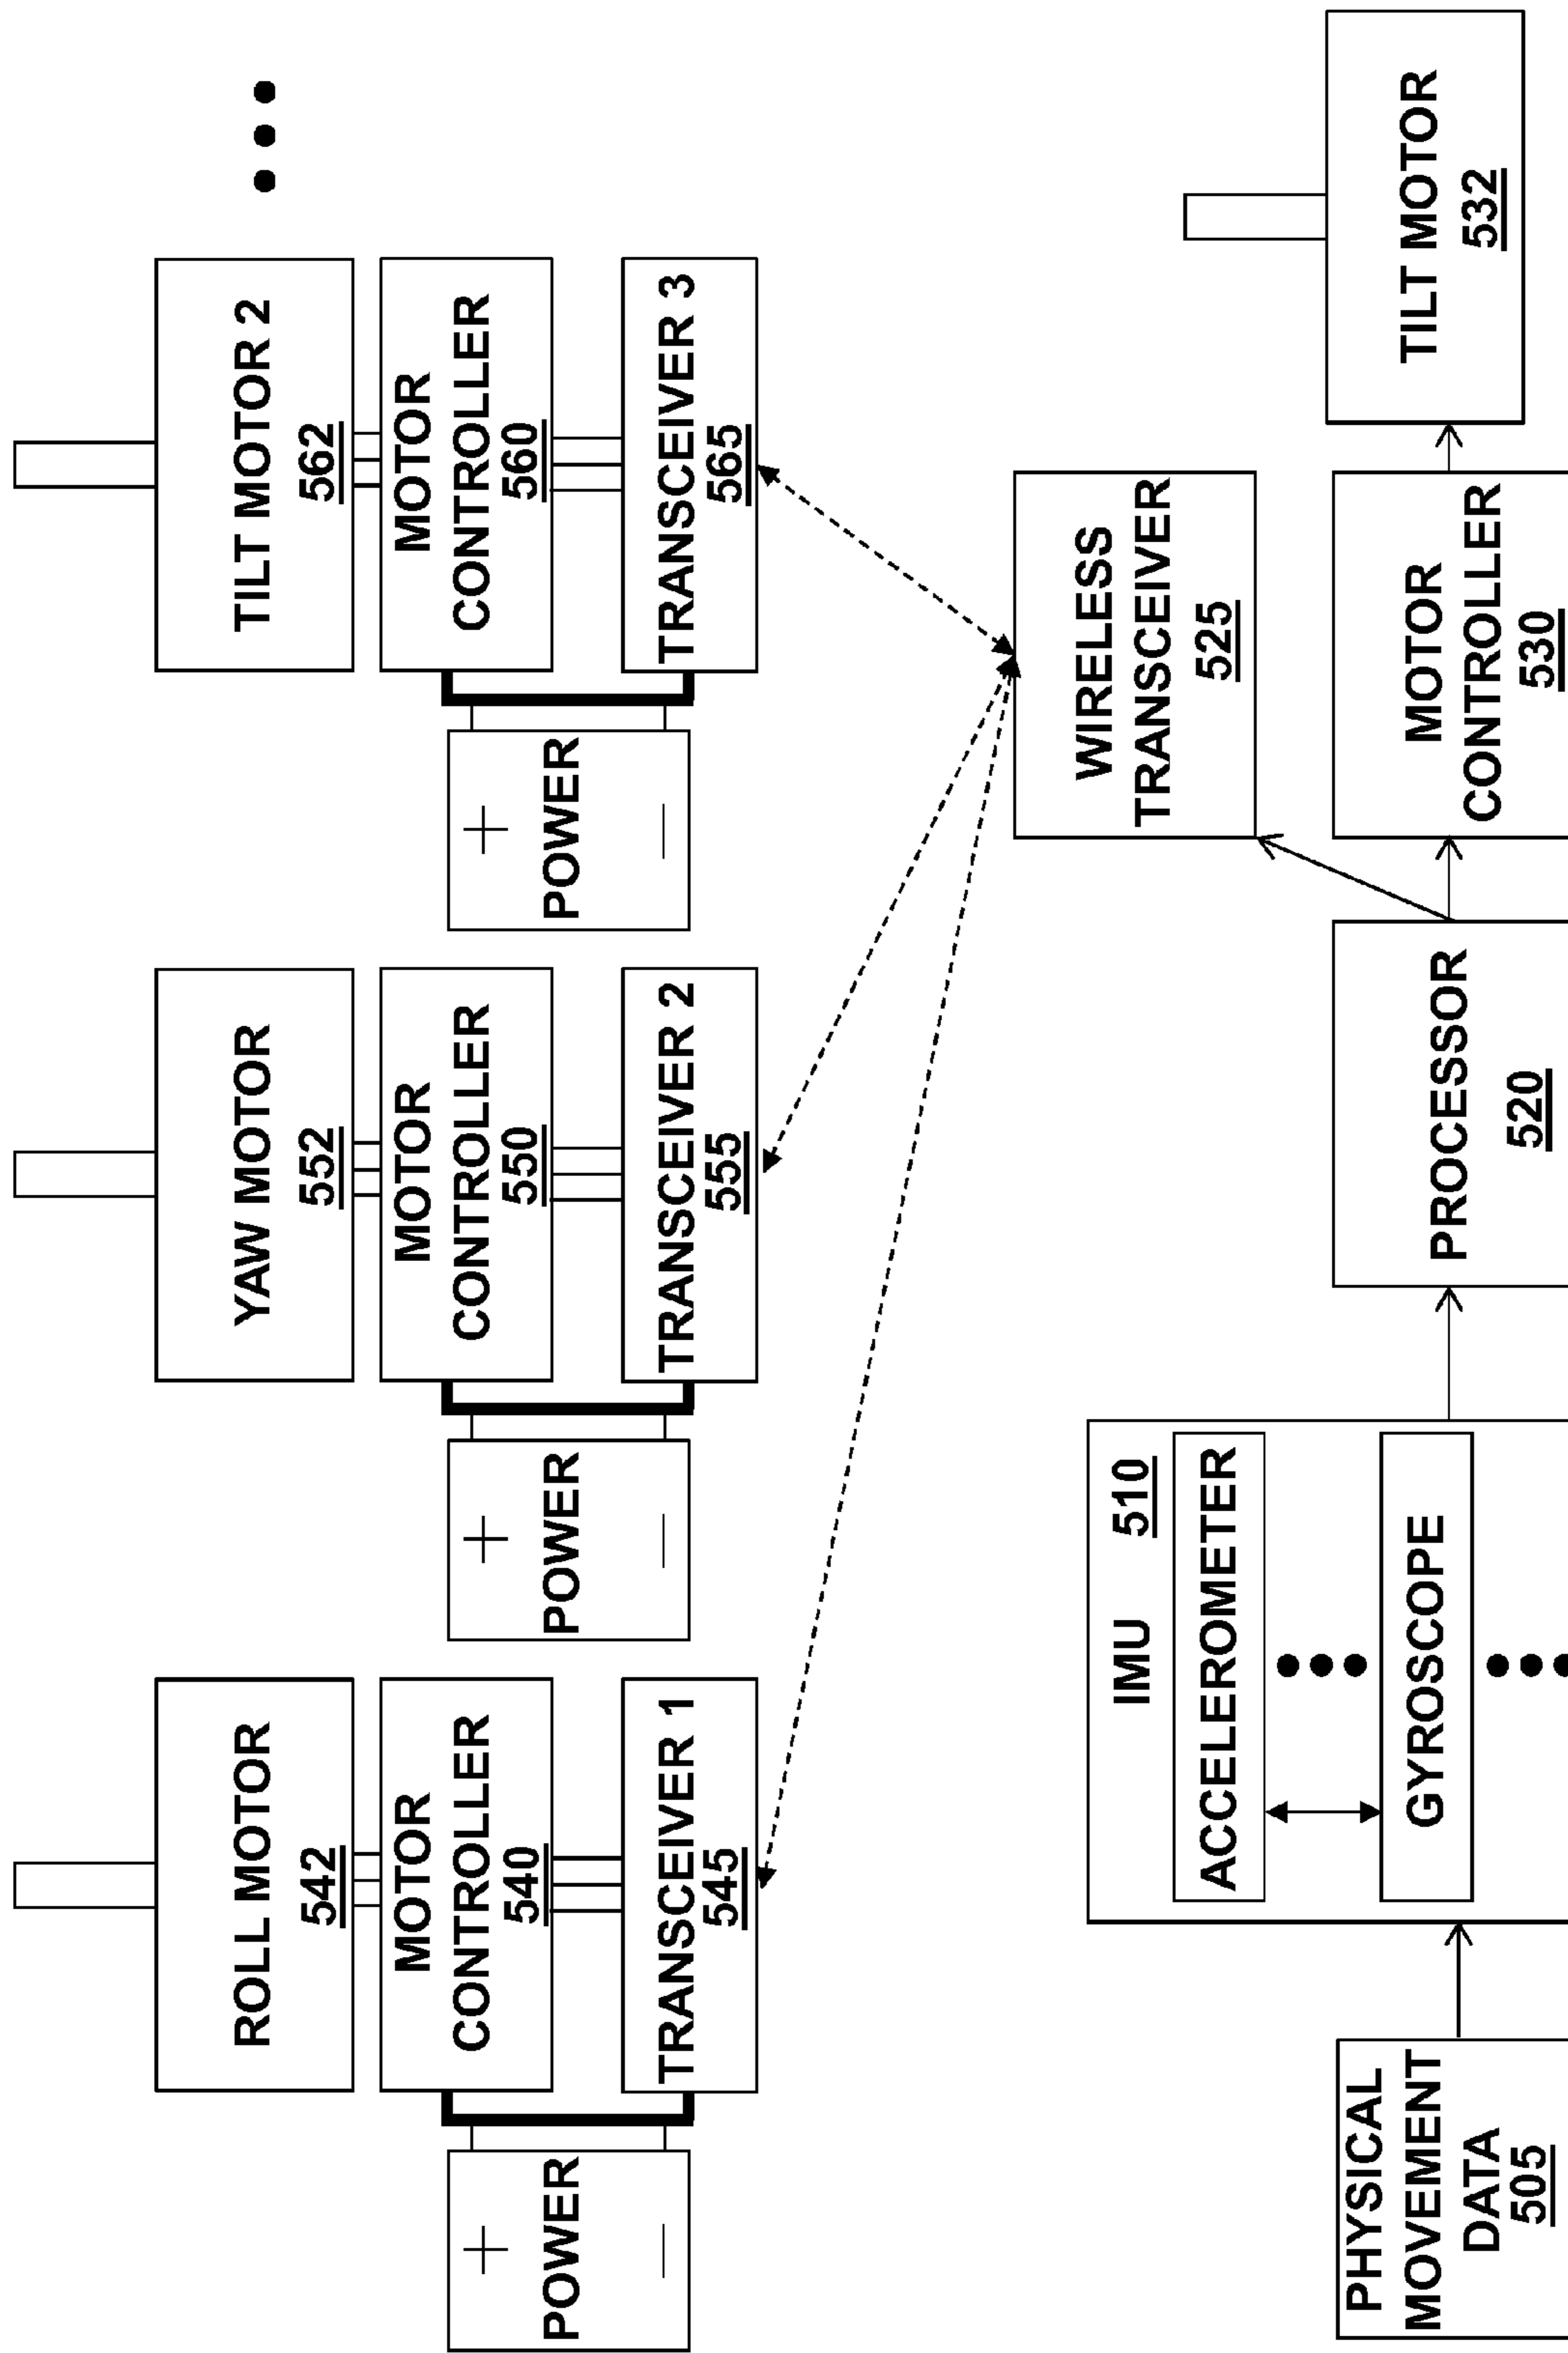 ROLL MOTOR
542
MOTOR
CONTROLLER
540
TRANSCEIVER 1
545
+
POWER
—
YAW MOTOR
552
MOTOR
CONTROLLER
550
TRANSCEIVER 2
555
+
POWER
—
TILT MOTOR 2
562
MOTOR
CONTROLLER
560
TRANSCEIVER 3
565
+
POWER
—
WIRELESS
TRANSCEIVER
525
PHYSICAL
MOVEMENT
DATA
505
IMU 510
ACCELEROMETER
GYROSCOPE
PROCESSOR
520
MOTOR
CONTROLLER
530
TILT MOTOR
532